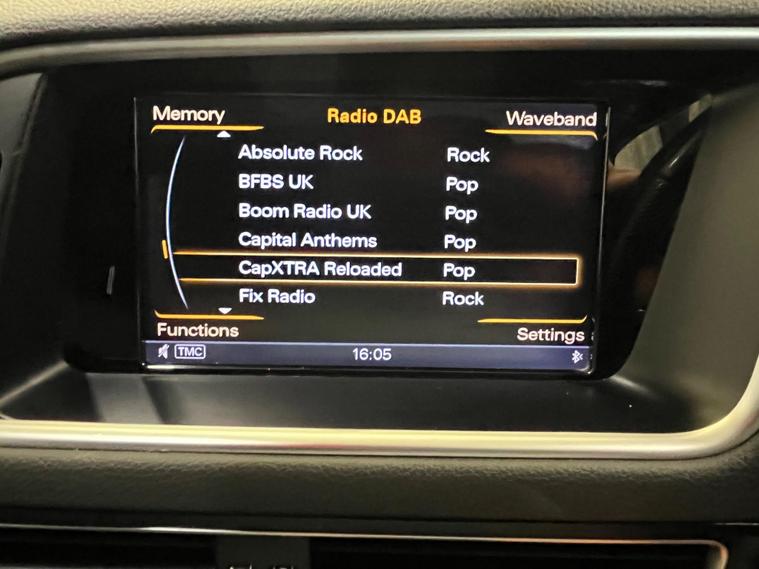 Memory Radio DAB Waveband
Absolute Rock Rock
BFBS UK Pop
Boom Radio UK Pop
Capital Anthems Pop
CapXTRA Reloaded Pop
Fix Radio Rock
Functions Settings
TMC 16:05